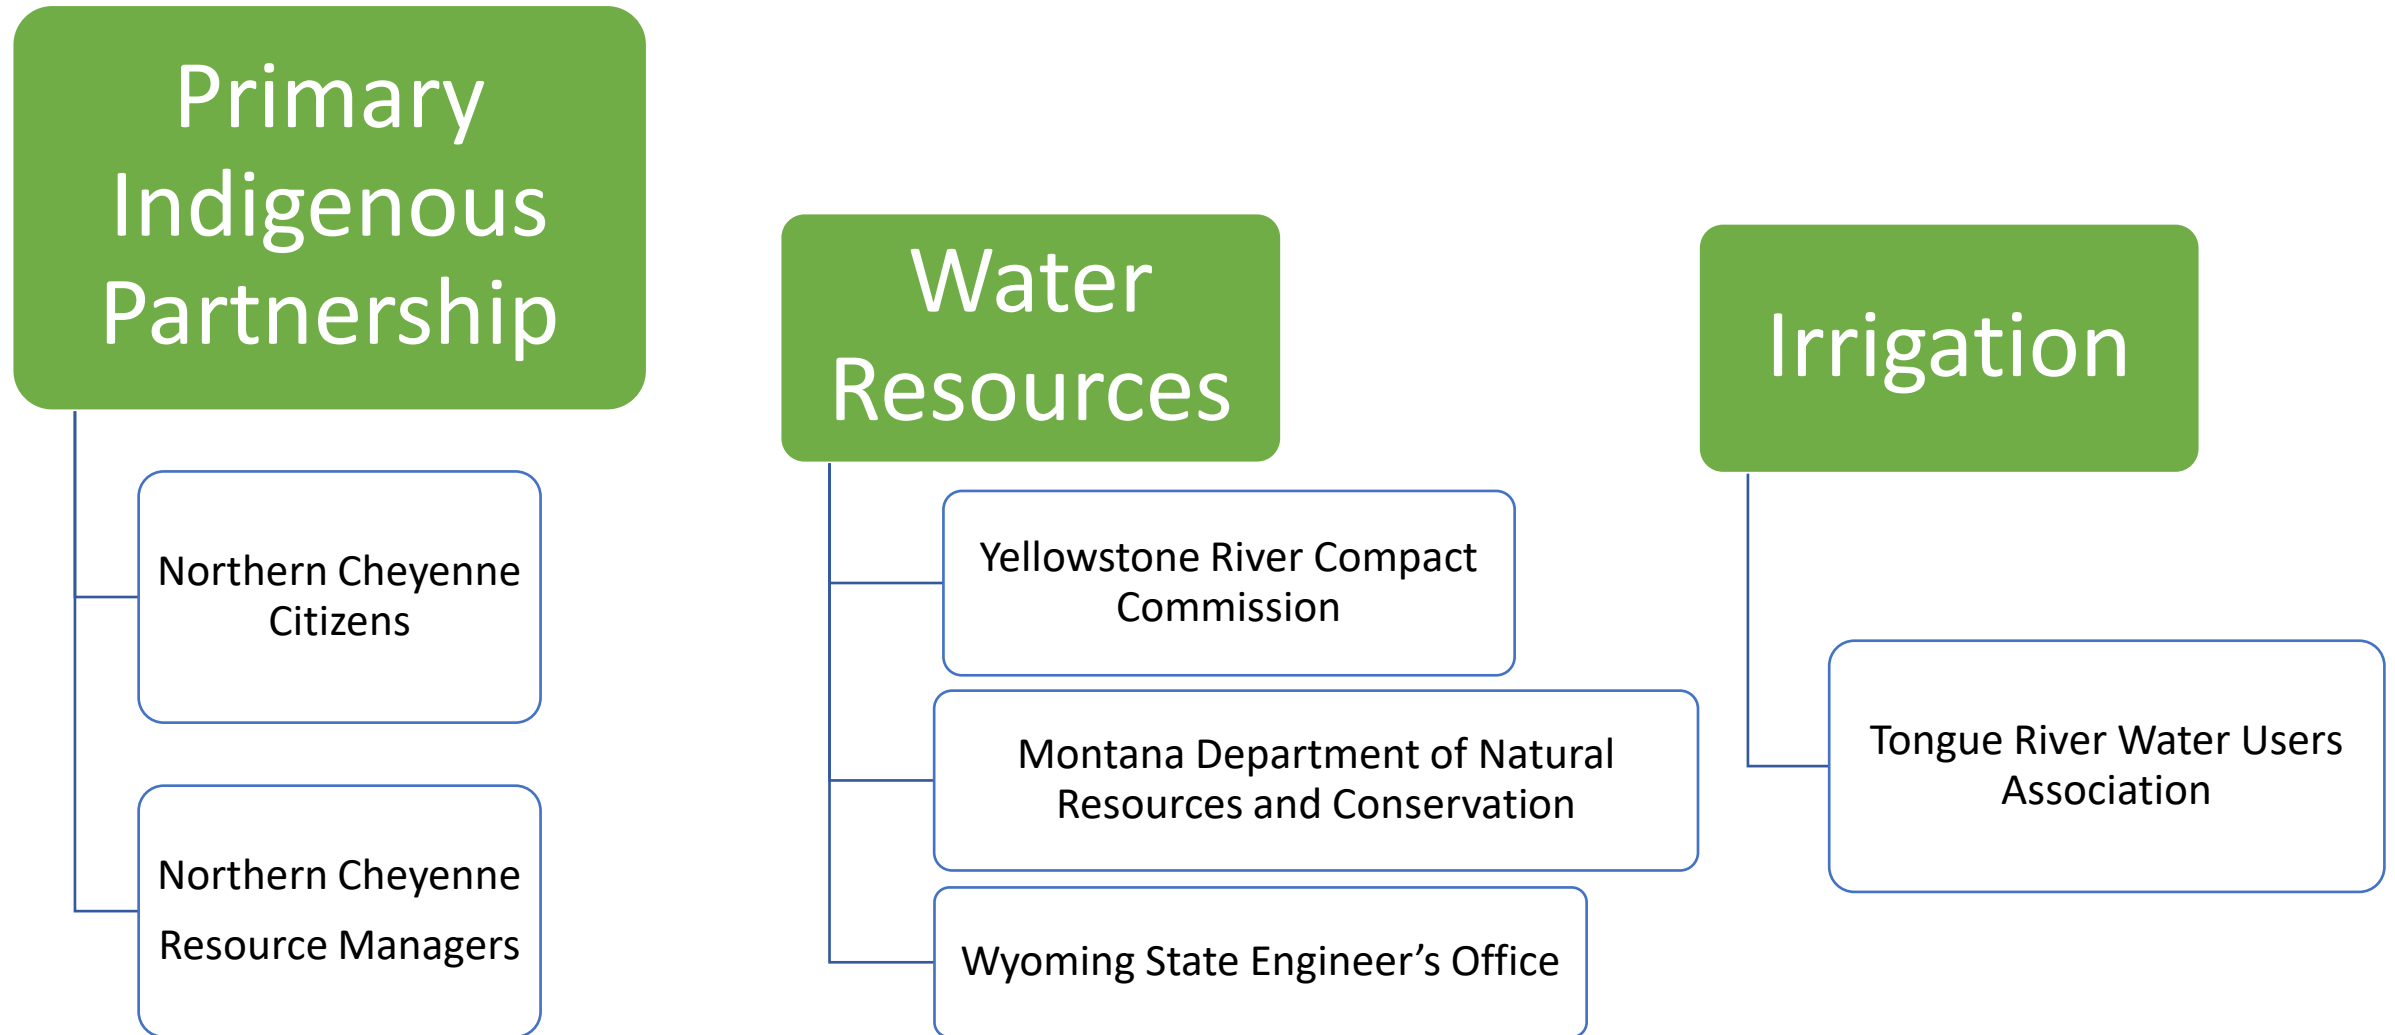 Primary
Indigenous
Partnership
Northern Cheyenne
Citizens
Northern Cheyenne
Resource Managers
Water
Resources
Yellowstone River Compact
Commission
Montana Department of Natural
Resources and Conservation
Wyoming State Engineer’s Office
Irrigation
Tongue River Water Users
Association